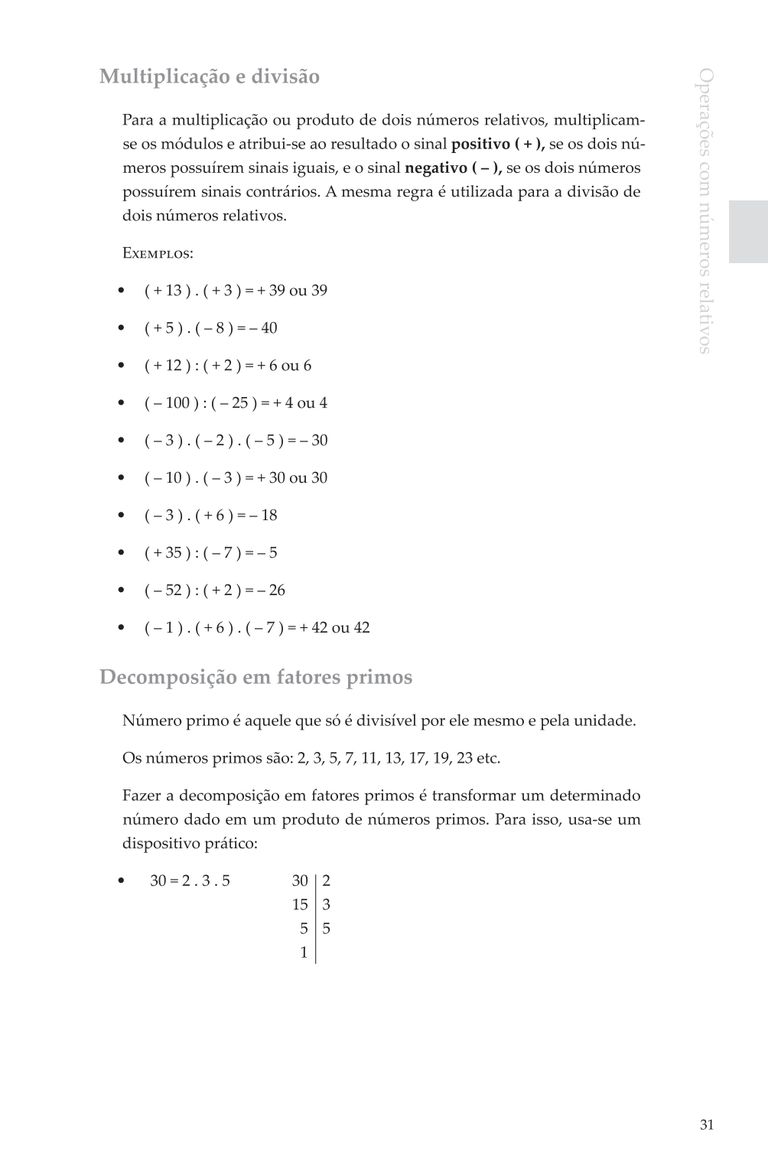 Multiplicação e divisão
Para a multiplicação ou produto de dois números relativos, multiplicam-
se os módulos e atribui-se ao resultado o sinal positivo ( + ), se os dois nú-
meros possuírem sinais iguais, e o sinal negativo ( – ), se os dois números
possuírem sinais contrários. A mesma regra é utilizada para a divisão de
dois números relativos.
Exemplos:
• ( + 13 ) . ( + 3 ) = + 39 ou 39
• ( + 5 ) . ( – 8 ) = – 40
• ( + 12 ) : ( + 2 ) = + 6 ou 6
• ( – 100 ) : ( – 25 ) = + 4 ou 4
• ( – 3 ) . ( – 2 ) . ( – 5 ) = – 30
• ( – 10 ) . ( – 3 ) = + 30 ou 30
• ( – 3 ) . ( + 6 ) = – 18
• ( + 35 ) : ( – 7 ) = – 5
• ( – 52 ) : ( + 2 ) = – 26
• ( – 1 ) . ( + 6 ) . ( – 7 ) = + 42 ou 42
Decomposição em fatores primos
Número primo é aquele que só é divisível por ele mesmo e pela unidade.
Os números primos são: 2, 3, 5, 7, 11, 13, 17, 19, 23 etc.
Fazer a decomposição em fatores primos é transformar um determinado
número dado em um produto de números primos. Para isso, usa-se um
dispositivo prático:
• 30 = 2 . 3 . 5 30 | 2
15 | 3
5 | 5
1 |
Operações com números relativos
31